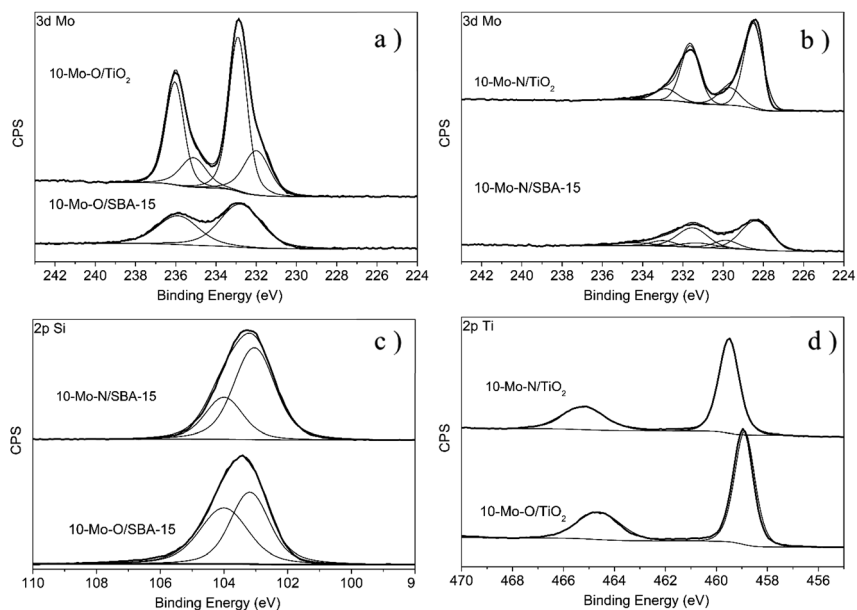 3d Mo
a )
10-Mo-O/TiO2
CPS
10-Mo-O/SBA-15
242 240 238 236 234 232 230 228 226 224
Binding Energy (eV)
3d Mo
b )
10-Mo-N/TiO2
CPS
10-Mo-N/SBA-15
242 240 238 236 234 232 230 228 226 224
Binding Energy (eV)
2p Si
c )
10-Mo-N/SBA-15
CPS
10-Mo-O/SBA-15
110 108 106 104 102 100 9
Binding Energy (eV)
2p Ti
d )
10-Mo-N/TiO2
CPS
10-Mo-O/TiO2
470 468 466 464 462 460 458 456
Binding Energy (eV)